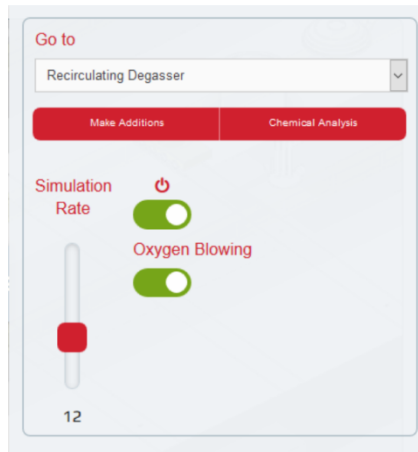 Go to
Recirculating Degasser
Make Additions
Chemical Analysis
Simulation
Rate
Oxygen Blowing
12